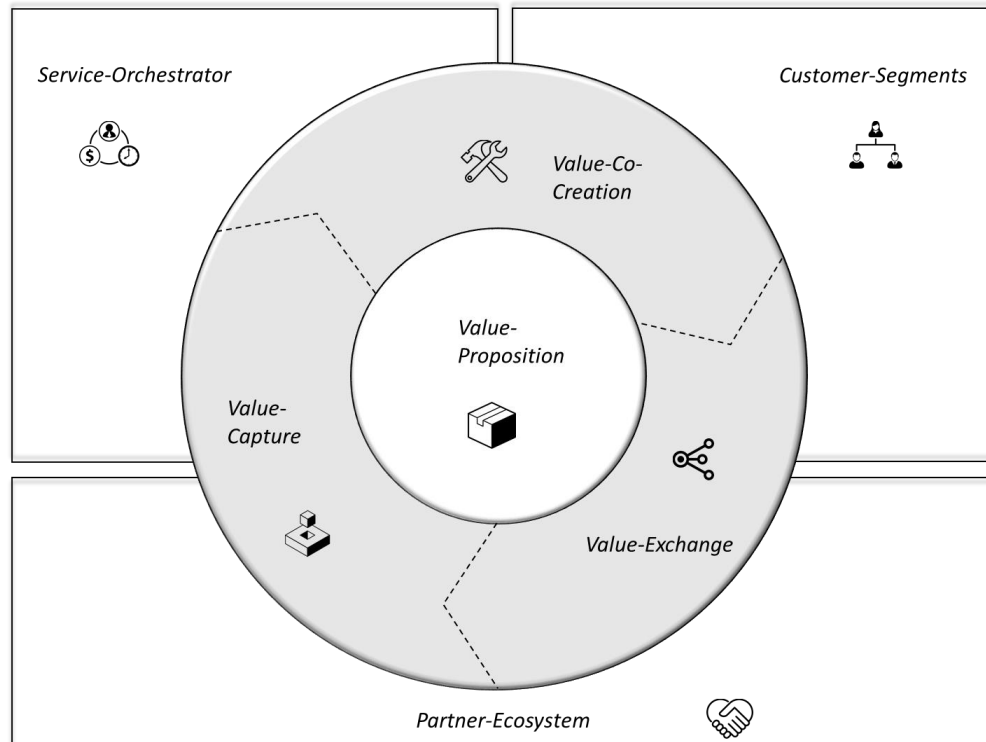 Service-Orchestrator
Customer-Segments
$
Value-Co-
Creation
Value-
Proposition
Value-
Capture
Value-Exchange
Partner-Ecosystem